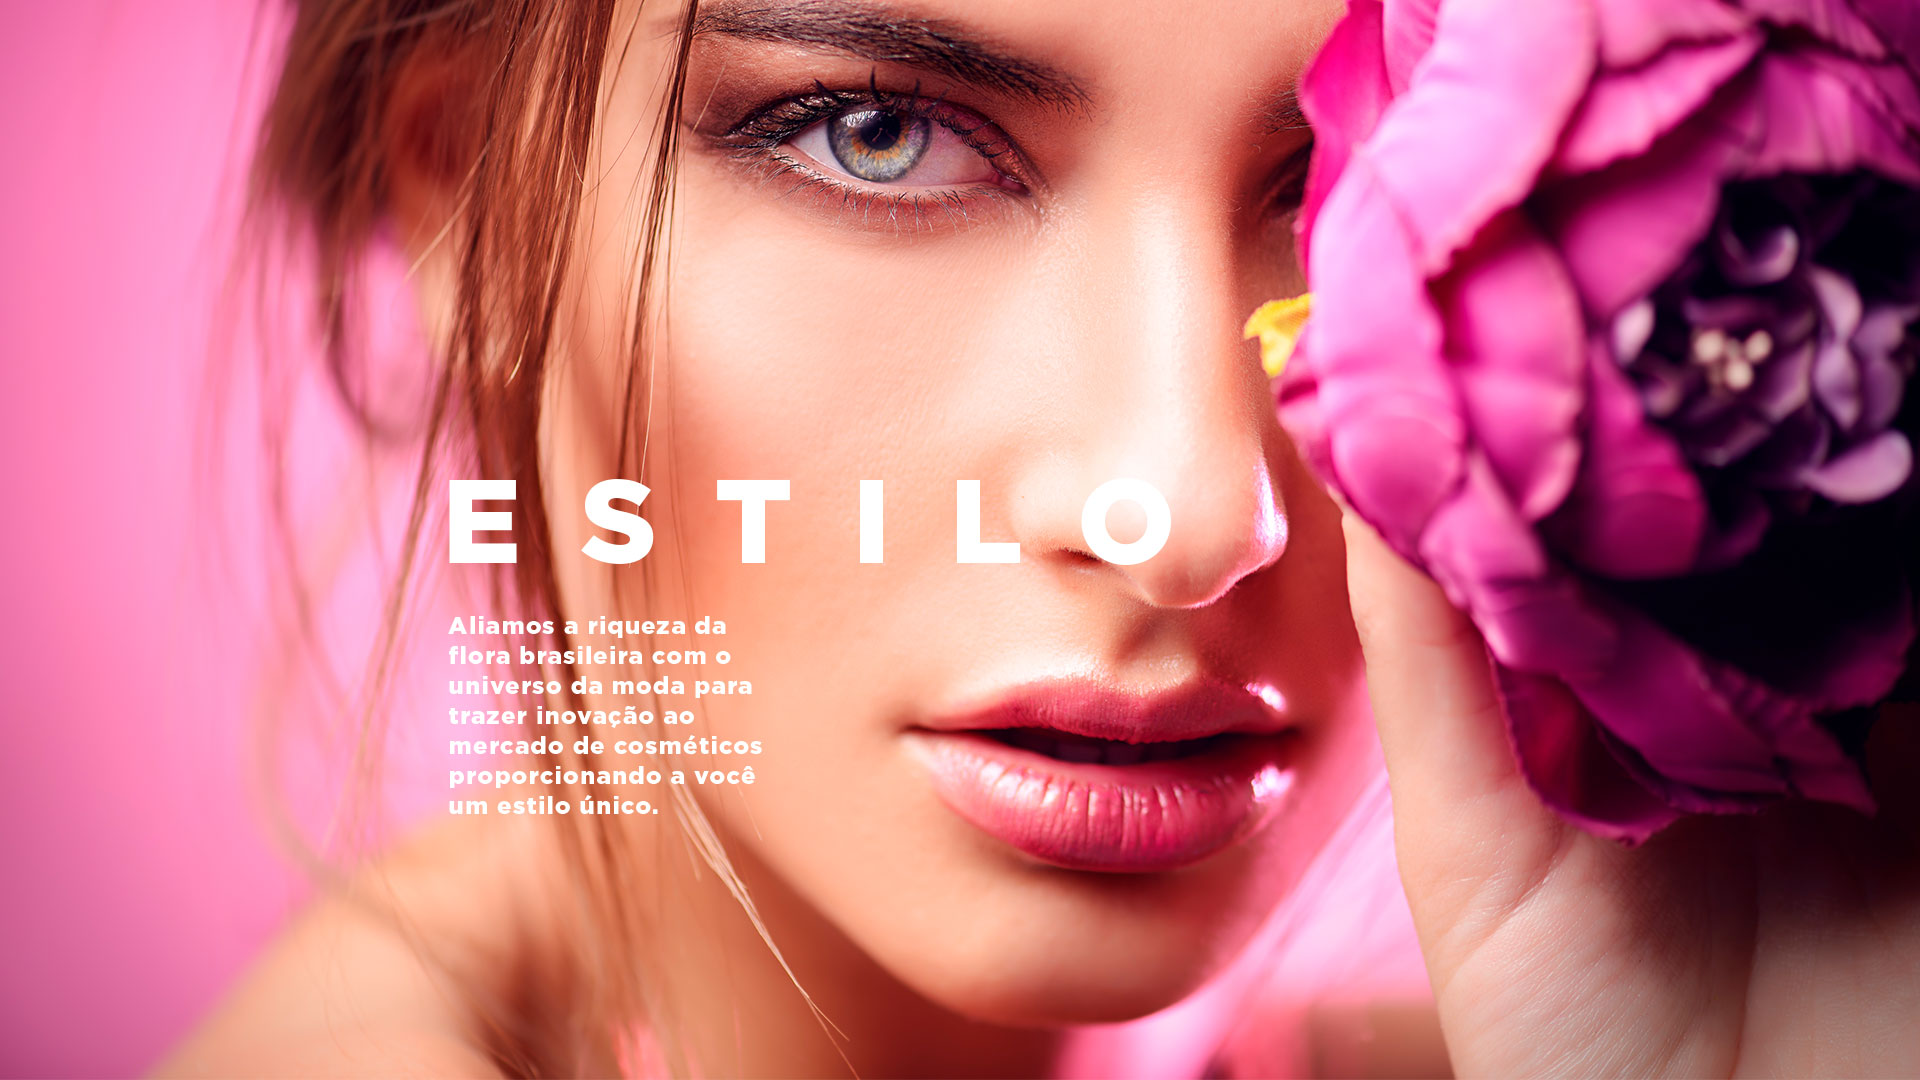 ESTILO
Aliamos a riqueza da
flora brasileira com o
universo da moda para
trazer inovação ao
mercado de cosméticos
proporcionando a você
um estilo único.